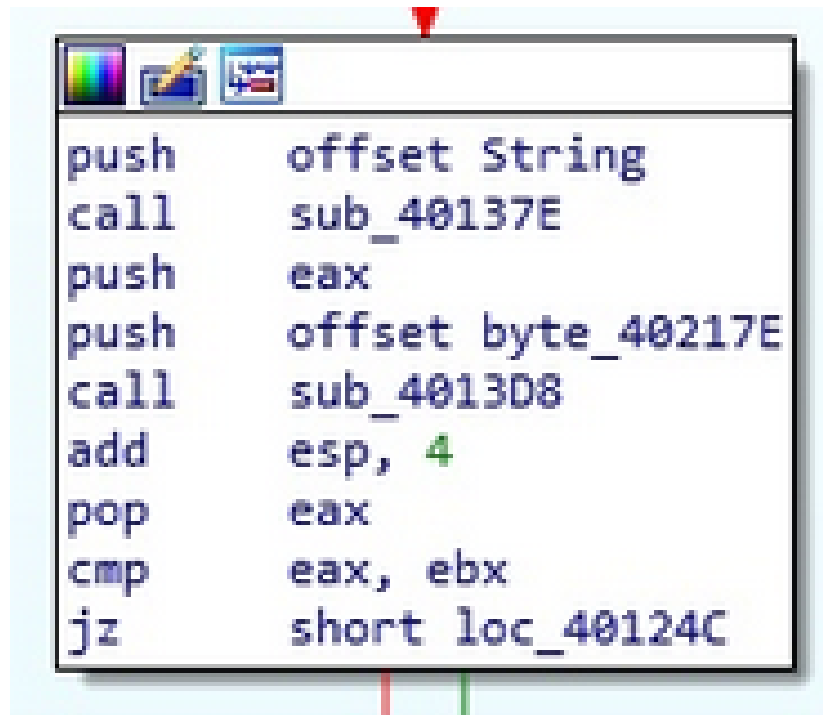 push offset String
call sub_40137E
push eax
push offset byte_40217E
call sub_4013D8
add esp, 4
pop eax
cmp eax, ebx
jz short loc_40124C